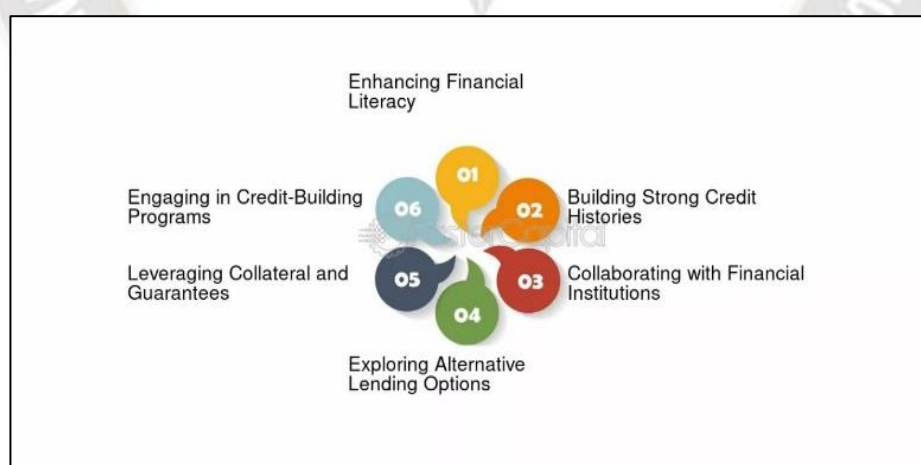 Enhancing Financial
Literacy
01
02
Building Strong Credit
Histories
03
Collaborating with Financial
Institutions
04
Exploring Alternative
Lending Options
05
Leveraging Collateral and
Guarantees
06
Engaging in Credit-Building
Programs